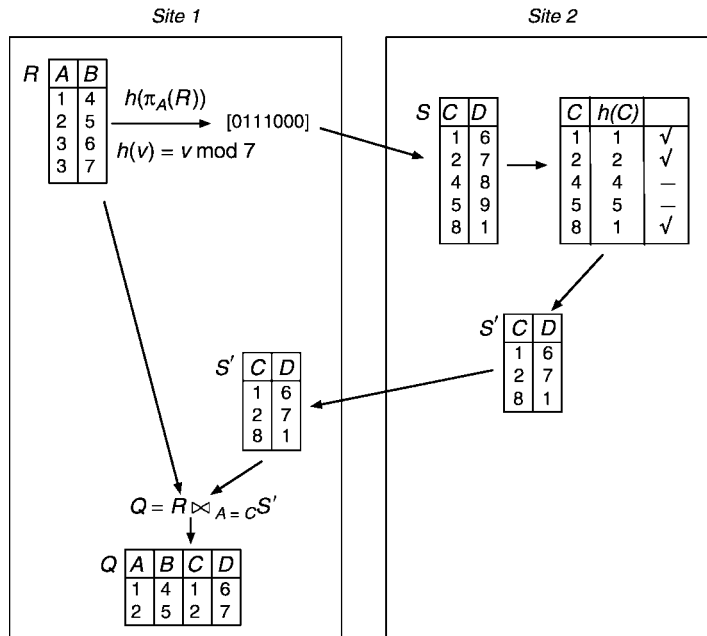 Site 1
Site 2
R
A B
1 4
2 5
3 6
3 7
h(π_A(R))
h(v) = v mod 7
[0111000]
S
C D
1 6
2 7
4 8
5 9
8 1
C h(C)
1 1 √
2 2 √
4 4 –
5 5 –
8 1 √
S′
C D
1 6
2 7
8 1
S′
C D
1 6
2 7
8 1
Q = R ⋈ A = C S′
Q
A B C D
1 4 1 6
2 5 2 7